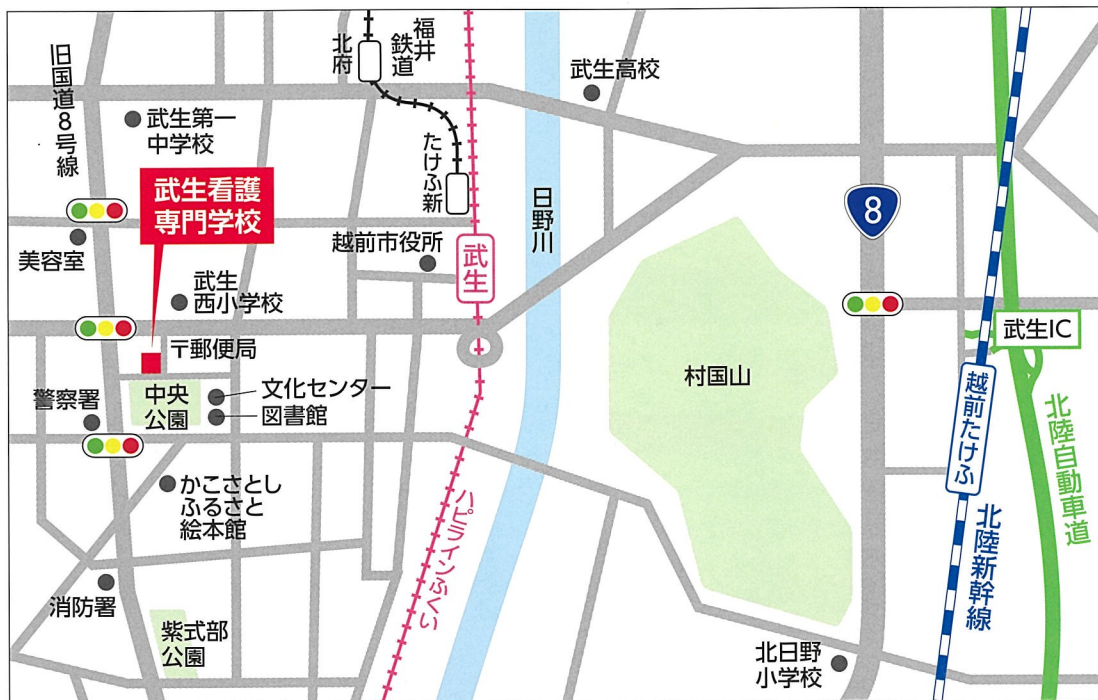 旧国道8号線
北府
福井
鉄道
武生高校
武生第一
中学校
たけふ新
武生看護
専門学校
日野川
8
越前市役所
武生
美容室
武生
西小学校
武生IC
〒郵便局
村国山
中央
公園
文化センター
図書館
警察署
越前たけふ
北陸自動車道
かこさとし
ふるさと
絵本館
ハピラインふくい
北陸新幹線
消防署
紫式部
公園
北日野
小学校